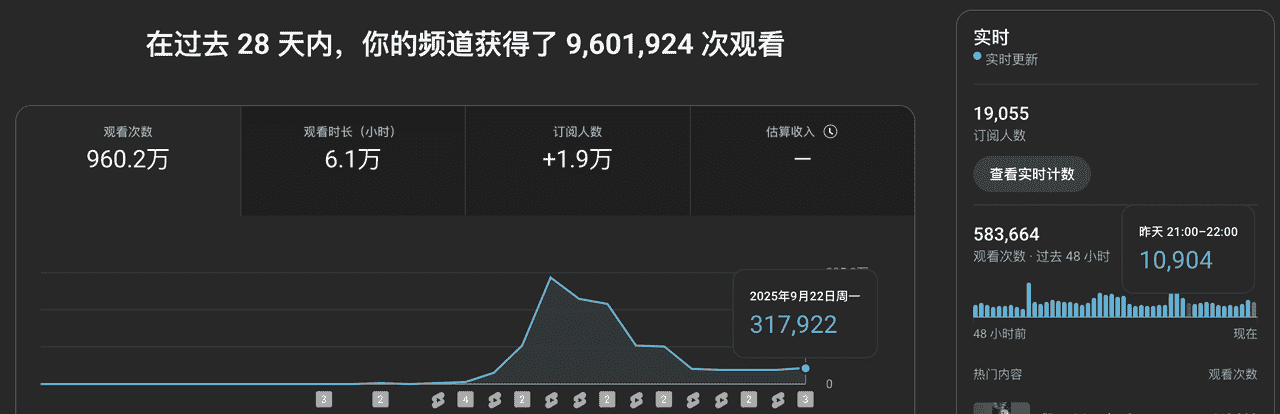 在过去 28 天内，你的频道获得了 9,601,924 次观看
观看次数
960.2万
观看时长（小时）
6.1万
订阅人数
+1.9万
估算收入
—
2025年9月22日周一
317,922
0
3
2
4
2
2
2
2
3
实时
实时更新
19,055
订阅人数
查看实时计数
583,664
观看次数 · 过去 48 小时
昨天 21:00–22:00
10,904
48 小时前
现在
热门内容
观看次数